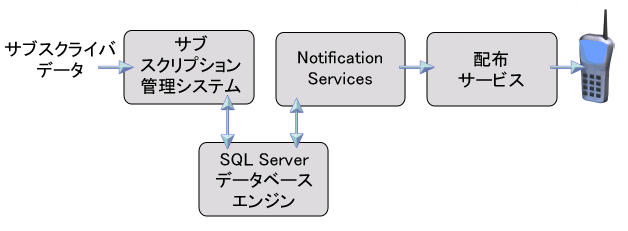 サブスクライバ
データ
サブ
スクリプション
管理システム
Notification
Services
配布
サービス
SQL Server
データベース
エンジン